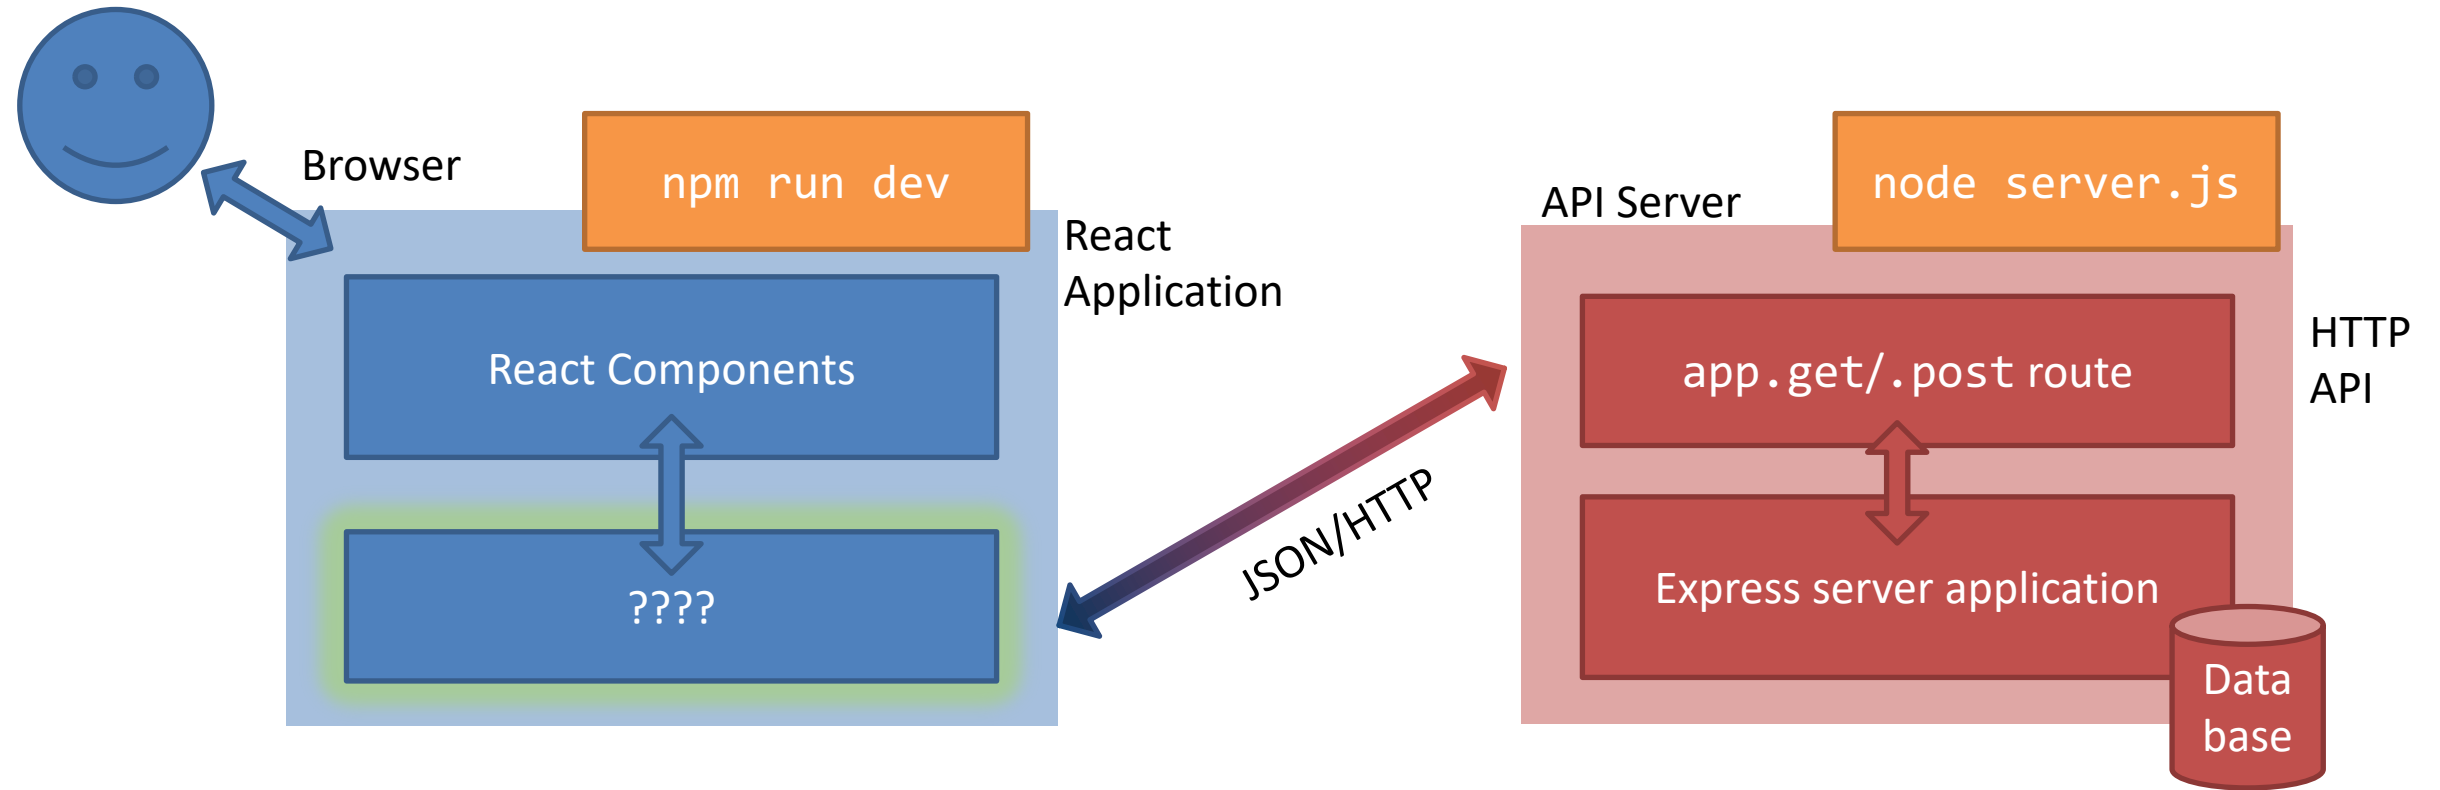 Browser
npm run dev
React
Application
React Components
????
JSON/HTTP
API Server
node server.js
HTTP
API
app.get/.post route
Express server application
Data
base